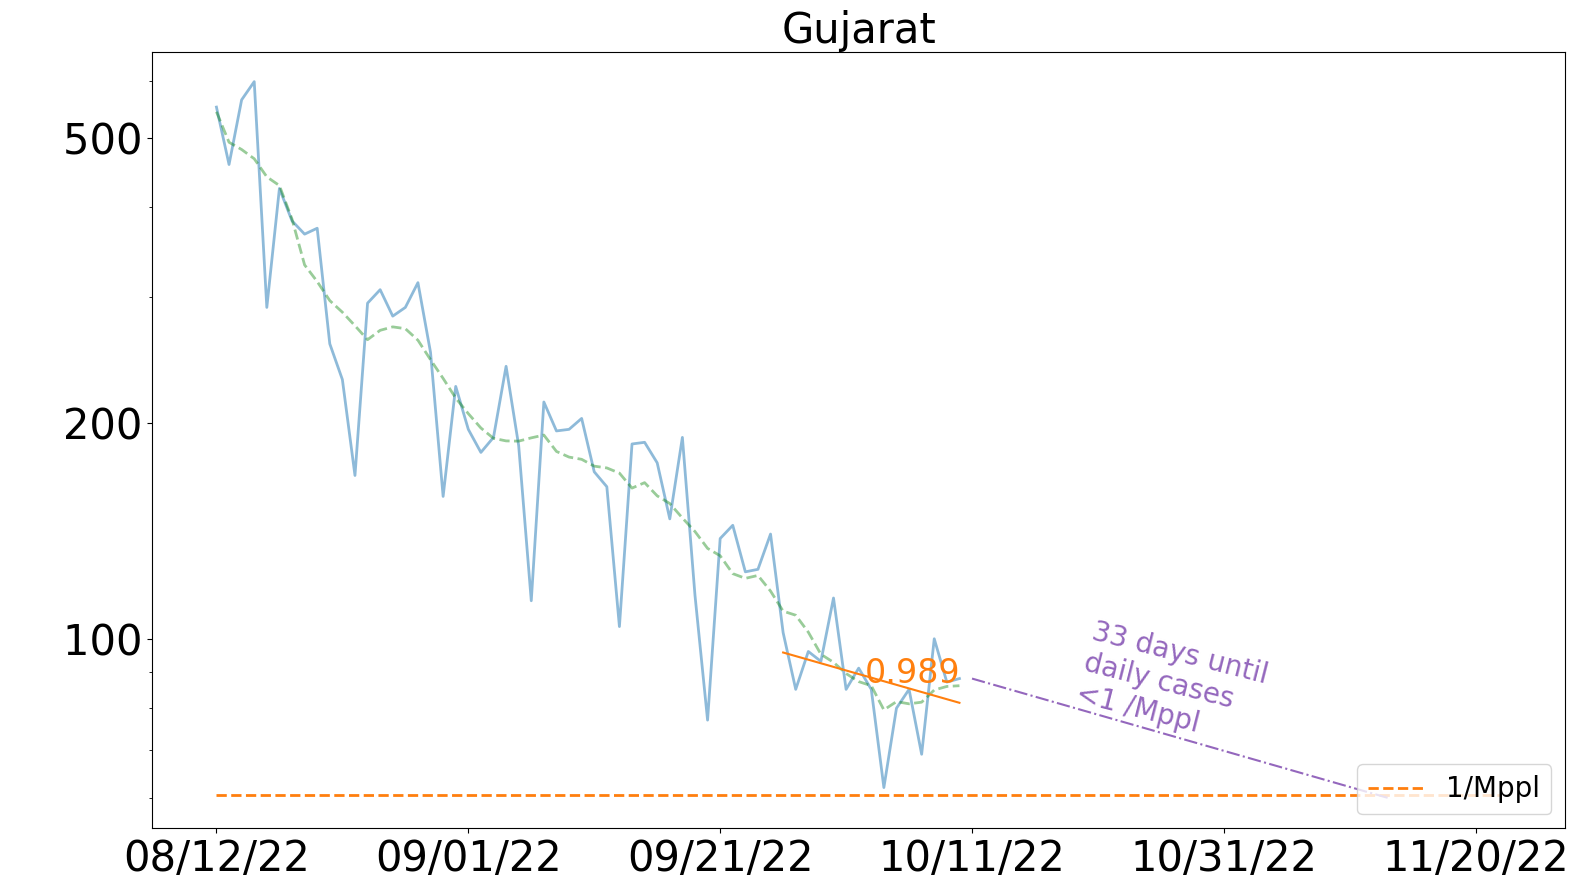 Gujarat
500
200
100
0.989
33 days until
daily cases
<1 /Mppl
1/Mppl
08/12/22
09/01/22
09/21/22
10/11/22
10/31/22
11/20/22